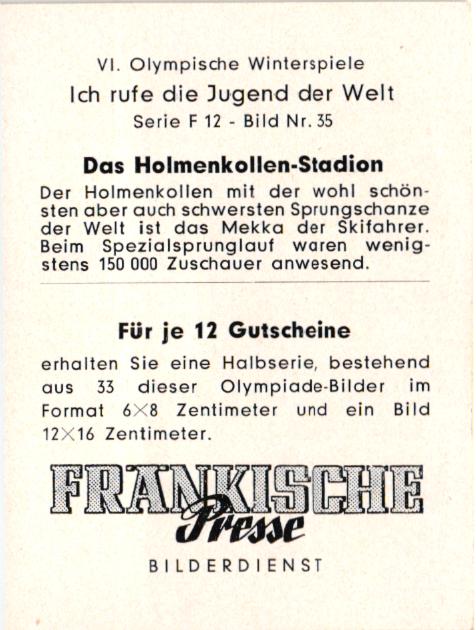 VI. Olympische Winterspiele
Ich rufe die Jugend der Welt
Serie F 12 - Bild Nr. 35
Das Holmenkollen-Stadion
Der Holmenkollen mit der wohl schön-
sten aber auch schwersten Sprungschanze
der Welt ist das Mekka der Skifahrer.
Beim Spezialsprunglauf waren wenig-
stens 150 000 Zuschauer anwesend.
Für je 12 Gutscheine
erhalten Sie eine Halbserie, bestehend
aus 33 dieser Olympiade-Bilder im
Format 6×8 Zentimeter und ein Bild
12×16 Zentimeter.
FRÄNKISCHE
Presse
BILDERDIENST